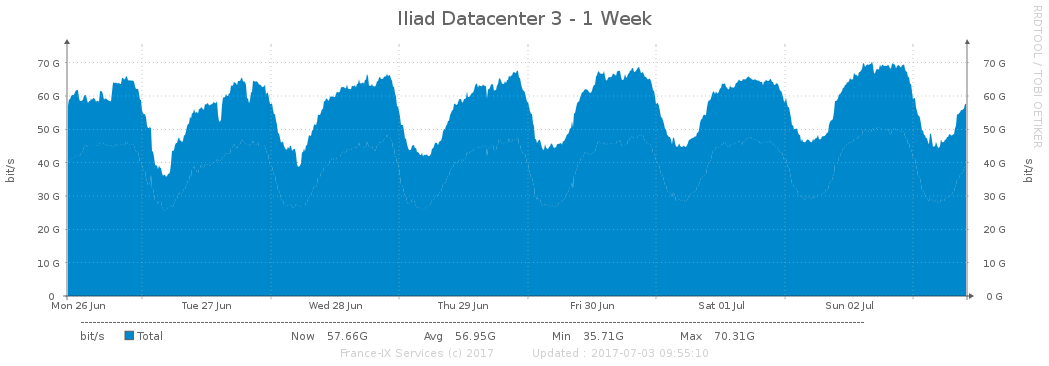 Iliad Datacenter 3 - 1 Week
RRDTOOL / TOBI OETIKER
70 G 70 G
60 G 60 G
50 G 50 G
40 G 40 G
30 G 30 G
20 G 20 G
10 G 10 G
0 0 G
bit/s bit/s
Mon 26 Jun Tue 27 Jun Wed 28 Jun Thu 29 Jun Fri 30 Jun Sat 01 Jul Sun 02 Jul
bit/s Total Now 57.66G Avg 56.95G Min 35.71G Max 70.31G
France-IX Services (c) 2017 Updated : 2017-07-03 09:55:10